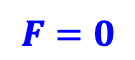 F = 0